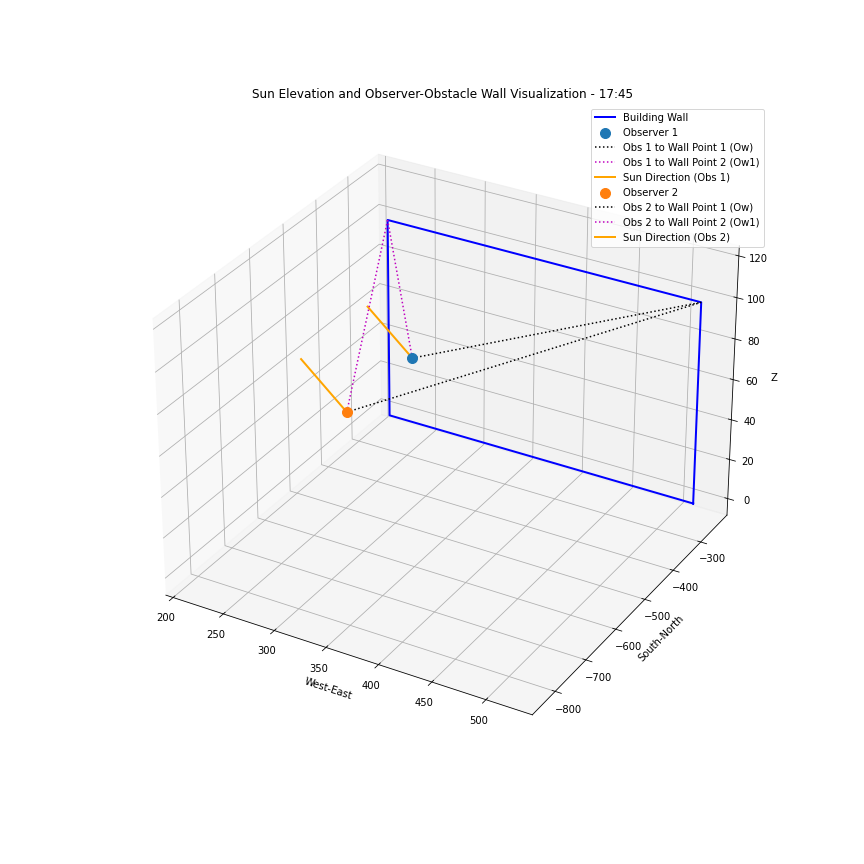 Sun Elevation and Observer-Obstacle Wall Visualization - 17:45
Building Wall
Observer 1
Obs 1 to Wall Point 1 (Ow)
Obs 1 to Wall Point 2 (Ow1)
Sun Direction (Obs 1)
Observer 2
Obs 2 to Wall Point 1 (Ow)
Obs 2 to Wall Point 2 (Ow1)
Sun Direction (Obs 2)
120
100
80
60
40
20
0
Z
−300
−400
−500
−600
−700
−800
South-North
200
250
300
350
400
450
500
West-East